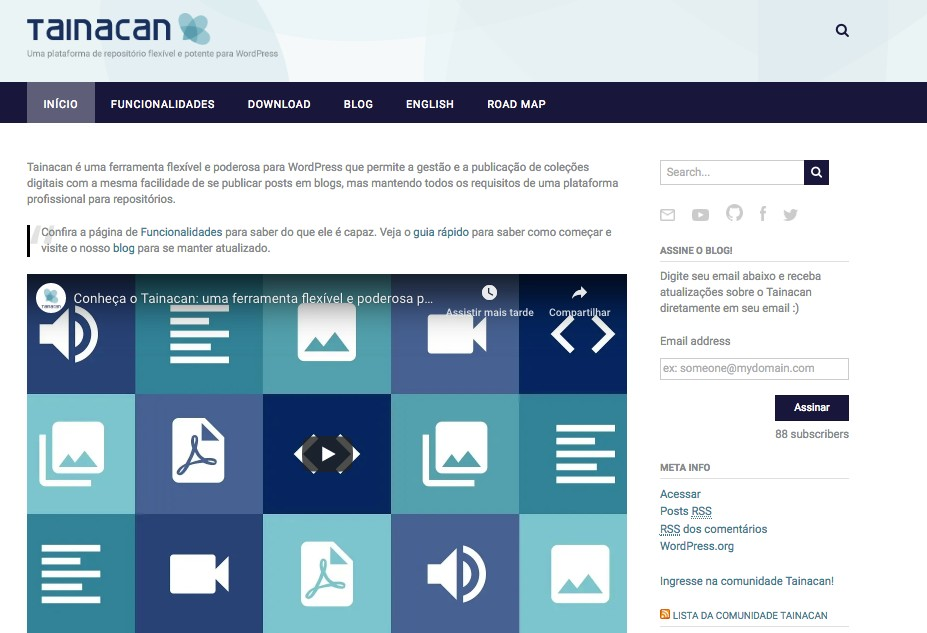 TAINACAN
Uma plataforma de repositório flexível e potente para WordPress
INÍCIO
FUNCIONALIDADES
DOWNLOAD
BLOG
ENGLISH
ROAD MAP
Tainacan é uma ferramenta flexível e poderosa para WordPress que permite a gestão e a publicação de coleções
digitais com a mesma facilidade de se publicar posts em blogs, mas mantendo todos os requisitos de uma plataforma
profissional para repositórios.
Confira a página de Funcionalidades para saber do que ele é capaz. Veja o guia rápido para saber como começar e
visite o nosso blog para se manter atualizado.
Conheça o Tainacan: uma ferramenta flexível e poderosa p...
Assistir mais tarde
Compartilhar
Search...
ASSINE O BLOG!
Digite seu email abaixo e receba
atualizações sobre o Tainacan
diretamente em seu email :)
Email address
ex: someone@mydomain.com
Assinar
88 subscribers
META INFO
Acessar
Posts RSS
RSS dos comentários
WordPress.org
Ingresse na comunidade Tainacan!
LISTA DA COMUNIDADE TAINACAN